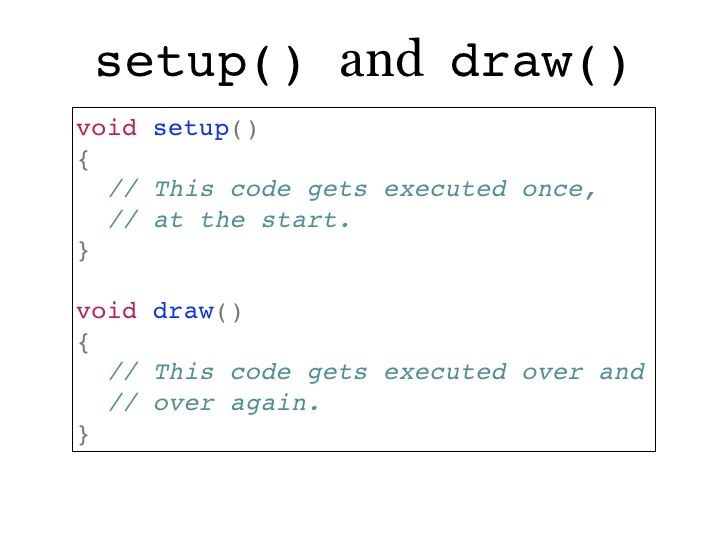 setup() and draw()
void setup()
{
  // This code gets executed once,
  // at the start.
}
void draw()
{
  // This code gets executed over and
  // over again.
}